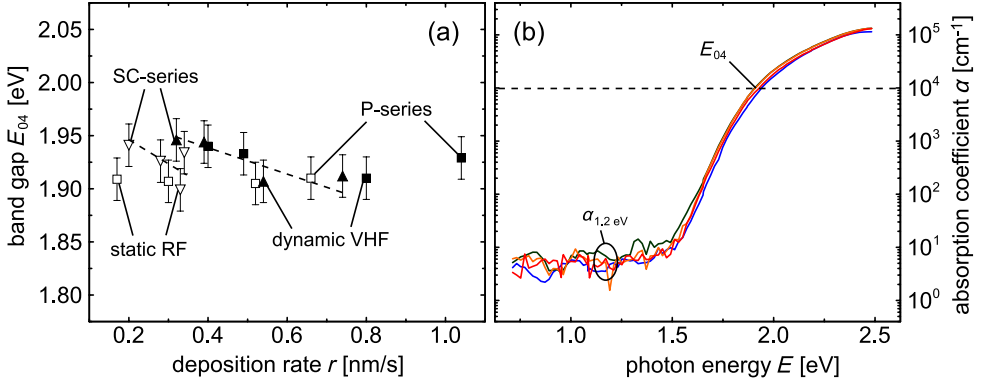 (a)
(b)
band gap E04 [eV]
2.05
2.00
1.95
1.90
1.85
1.80
SC-series
P-series
static RF
dynamic VHF
0.2 0.4 0.6 0.8 1.0
deposition rate r [nm/s]
E04
α1,2 eV
1.0 1.5 2.0 2.5
photon energy E [eV]
10^5
10^4
10^3
10^2
10^1
10^0
absorption coefficient α [cm^-1]